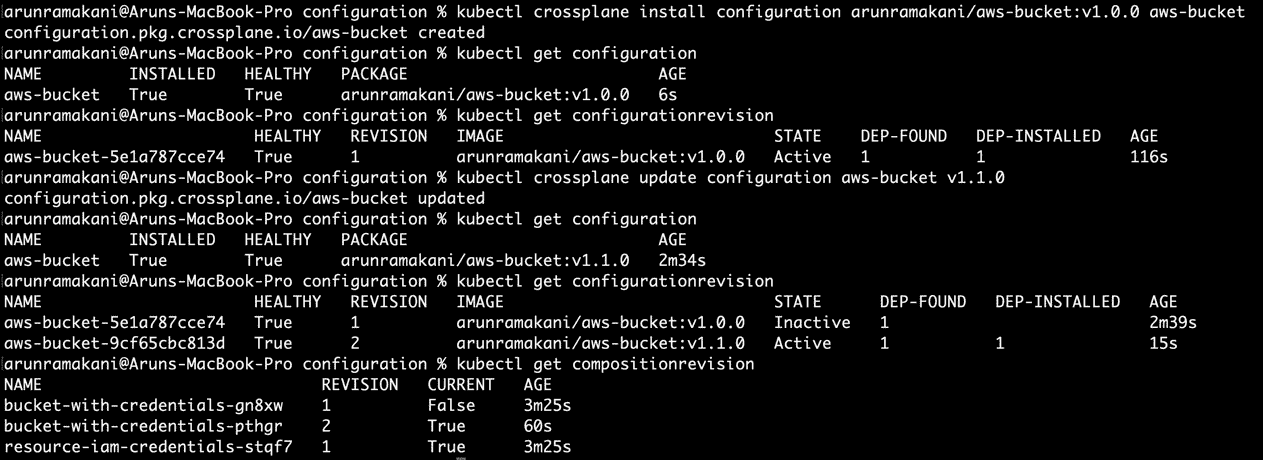 arunramakani@Aruns-MacBook-Pro configuration % kubectl crossplane install configuration arunramakani/aws-bucket:v1.0.0 aws-bucket
configuration.pkg.crossplane.io/aws-bucket created
arunramakani@Aruns-MacBook-Pro configuration % kubectl get configuration
NAME INSTALLED HEALTHY PACKAGE AGE
aws-bucket True True arunramakani/aws-bucket:v1.0.0 6s
arunramakani@Aruns-MacBook-Pro configuration % kubectl get configurationrevision
NAME HEALTHY REVISION IMAGE STATE DEP-FOUND DEP-INSTALLED AGE
aws-bucket-5e1a787cce74 True 1 arunramakani/aws-bucket:v1.0.0 Active 1 1 116s
arunramakani@Aruns-MacBook-Pro configuration % kubectl crossplane update configuration aws-bucket v1.1.0
configuration.pkg.crossplane.io/aws-bucket updated
arunramakani@Aruns-MacBook-Pro configuration % kubectl get configuration
NAME INSTALLED HEALTHY PACKAGE AGE
aws-bucket True True arunramakani/aws-bucket:v1.1.0 2m34s
arunramakani@Aruns-MacBook-Pro configuration % kubectl get configurationrevision
NAME HEALTHY REVISION IMAGE STATE DEP-FOUND DEP-INSTALLED AGE
aws-bucket-5e1a787cce74 True 1 arunramakani/aws-bucket:v1.0.0 Inactive 1 2m39s
aws-bucket-9cf65cbc813d True 2 arunramakani/aws-bucket:v1.1.0 Active 1 1 15s
arunramakani@Aruns-MacBook-Pro configuration % kubectl get compositionrevision
NAME REVISION CURRENT AGE
bucket-with-credentials-gn8xw 1 False 3m25s
bucket-with-credentials-pthgr 2 True 60s
resource-iam-credentials-stqf7 1 True 3m25s